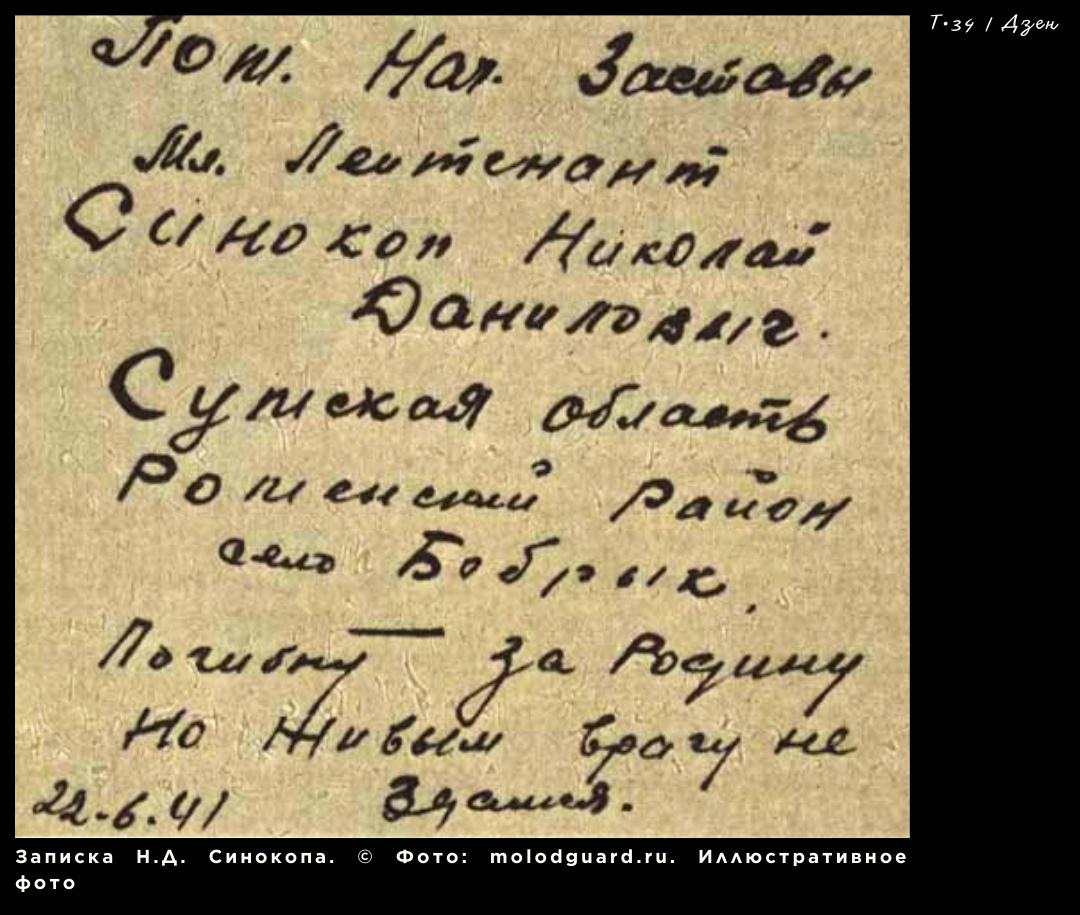 Т-34 | Дзен
Пом. Нач. Заставы
Мл. Леитенант
Синокоп Николай
Данилович.
Сумская область
Роменский Район
село Бобрык.
Погибну за Родину
Но Живым врагу не
22.6.41 Здамся.
Записка Н.Д. Синокопа. © Фото: molodguard.ru. Иллюстративное
фото